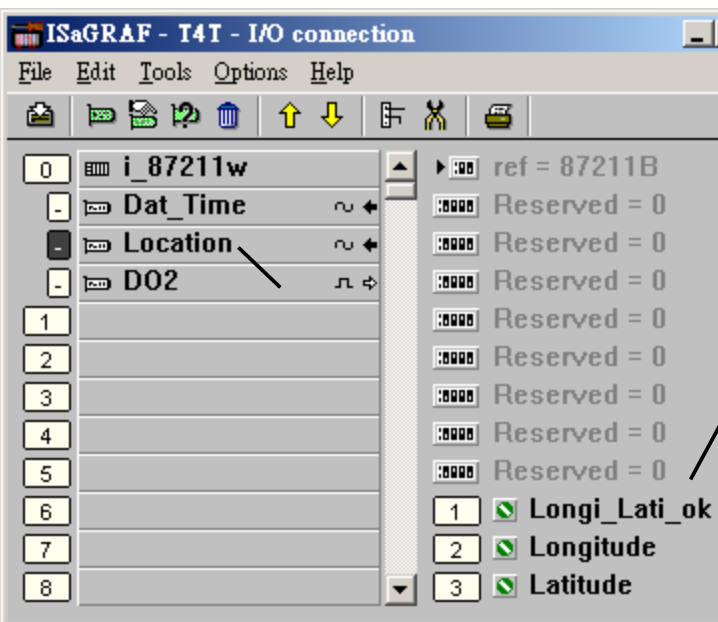 ISaGRAF - T4T - I/O connection
File Edit Tools Options Help
0 i_87211w
- Dat_Time
- Location
- DO2
1
2
3
4
5
6
7
8
ref = 87211B
Reserved = 0
Reserved = 0
Reserved = 0
Reserved = 0
Reserved = 0
Reserved = 0
Reserved = 0
Reserved = 0
1 Longi_Lati_ok
2 Longitude
3 Latitude